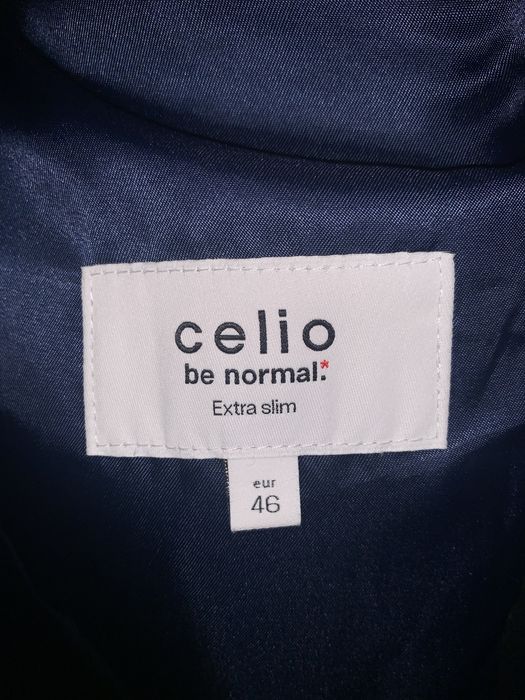 celio
be normal.*
Extra slim
eur
46